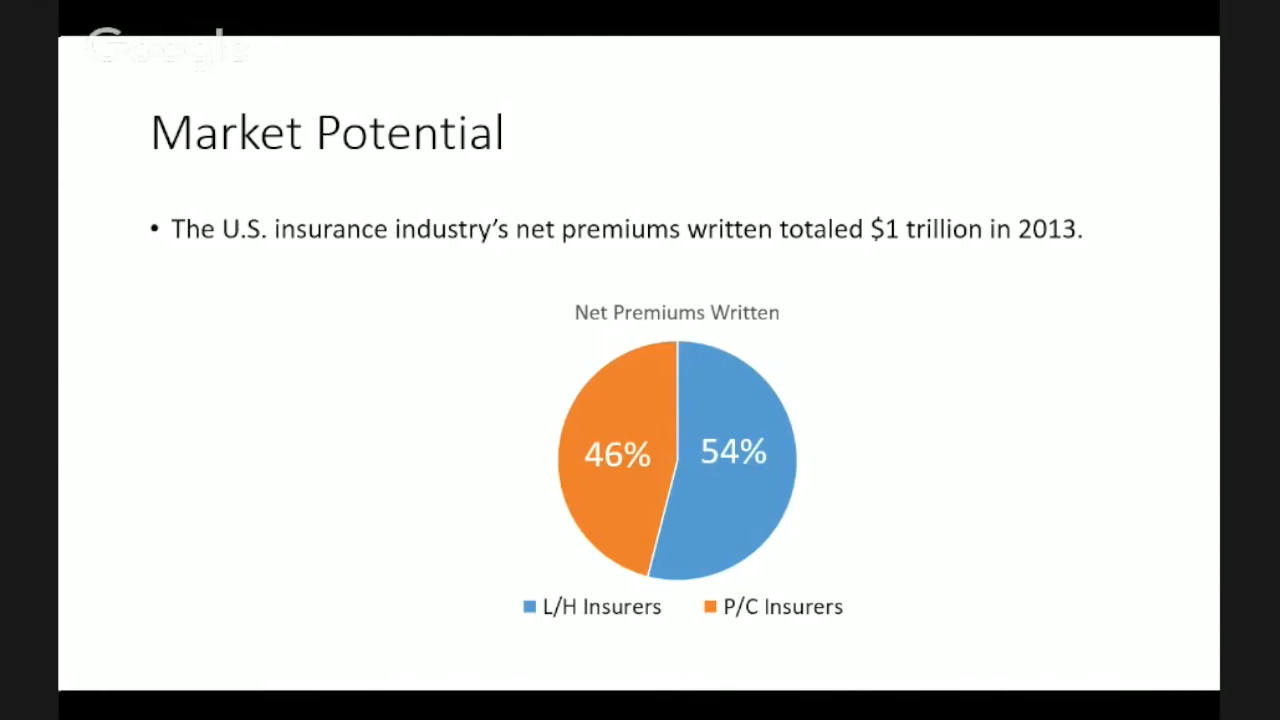 Google
Market Potential
• The U.S. insurance industry’s net premiums written totaled $1 trillion in 2013.
Net Premiums Written
46%
54%
L/H Insurers
P/C Insurers